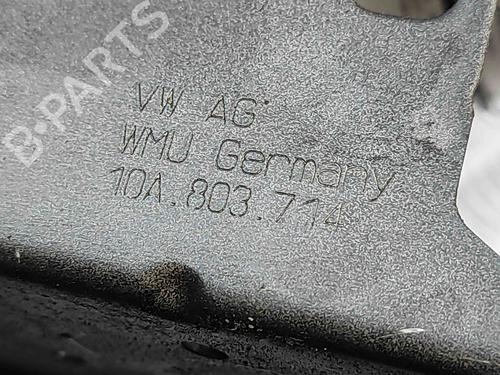 B-PARTS
VW AG
WMU Germany
10A.803.714